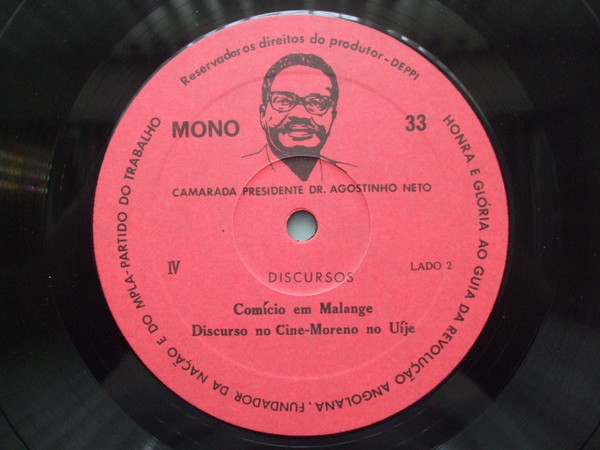 Reservados os direitos do produtor - DEPPI
MONO
33
CAMARADA PRESIDENTE DR. AGOSTINHO NETO
IV
DISCURSOS
LADO 2
Comício em Malange
Discurso no Cine-Moreno no Uíje
HONRA E GLÓRIA AO GUIA DA REVOLUÇÃO ANGOLANA, FUNDADOR DA NAÇÃO E DO MPLA-PARTIDO DO TRABALHO